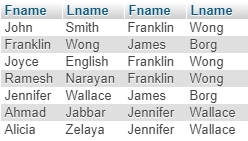 Fname Lname Fname Lname
John Smith Franklin Wong
Franklin Wong James Borg
Joyce English Franklin Wong
Ramesh Narayan Franklin Wong
Jennifer Wallace James Borg
Ahmad Jabbar Jennifer Wallace
Alicia Zelaya Jennifer Wallace